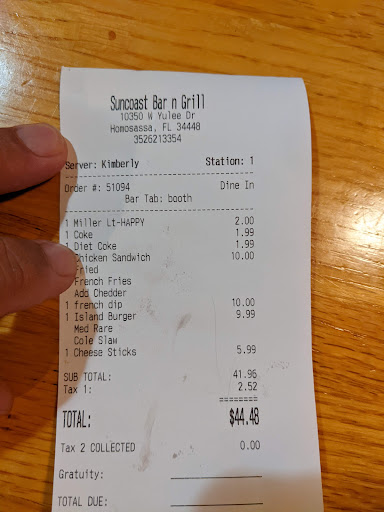 Suncoast Bar n Grill
10350 W Yulee Dr
Homosassa, FL 34448
3526213354
Server: Kimberly Station: 1
Order #: 51094 Dine In
Bar Tab: booth
1 Miller Lt-HAPPY 2.00
1 Coke 1.99
1 Diet Coke 1.99
Chicken Sandwich 10.00
Fried
French Fries
Add Chedder
1 french dip 10.00
1 Island Burger 9.99
Med Rare
Cole Slaw
1 Cheese Sticks 5.99
SUB TOTAL: 41.96
Tax 1: 2.52
========
TOTAL: $44.48
Tax 2 COLLECTED 0.00
Gratuity:
TOTAL DUE: